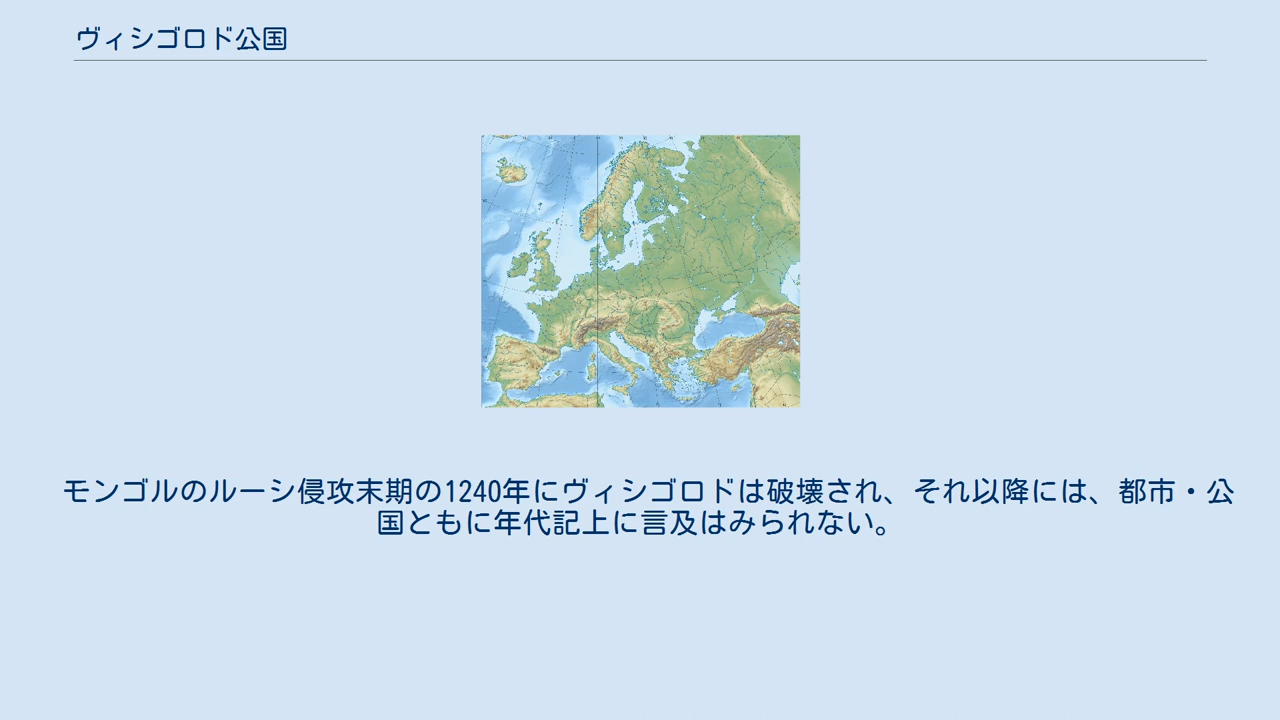 ヴィシゴロド公国
モンゴルのルーシ侵攻末期の1240年にヴィシゴロドは破壊され、それ以降には、都市・公
国ともに年代記上に言及はみられない。